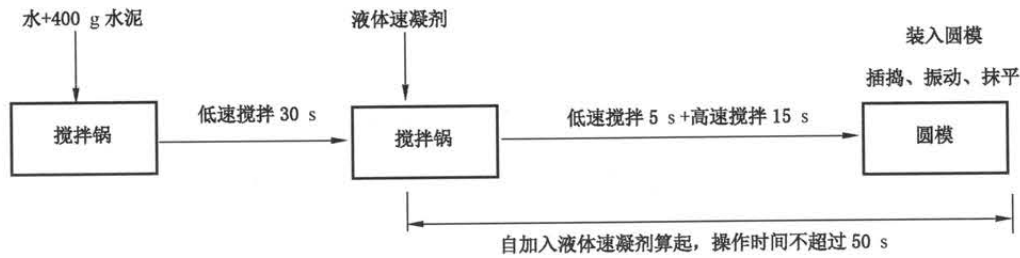 水+400 g 水泥
液体速凝剂
装入圆模
插捣、振动、抹平
搅拌锅
低速搅拌 30 s
搅拌锅
低速搅拌 5 s+高速搅拌 15 s
圆模
自加入液体速凝剂算起，操作时间不超过 50 s